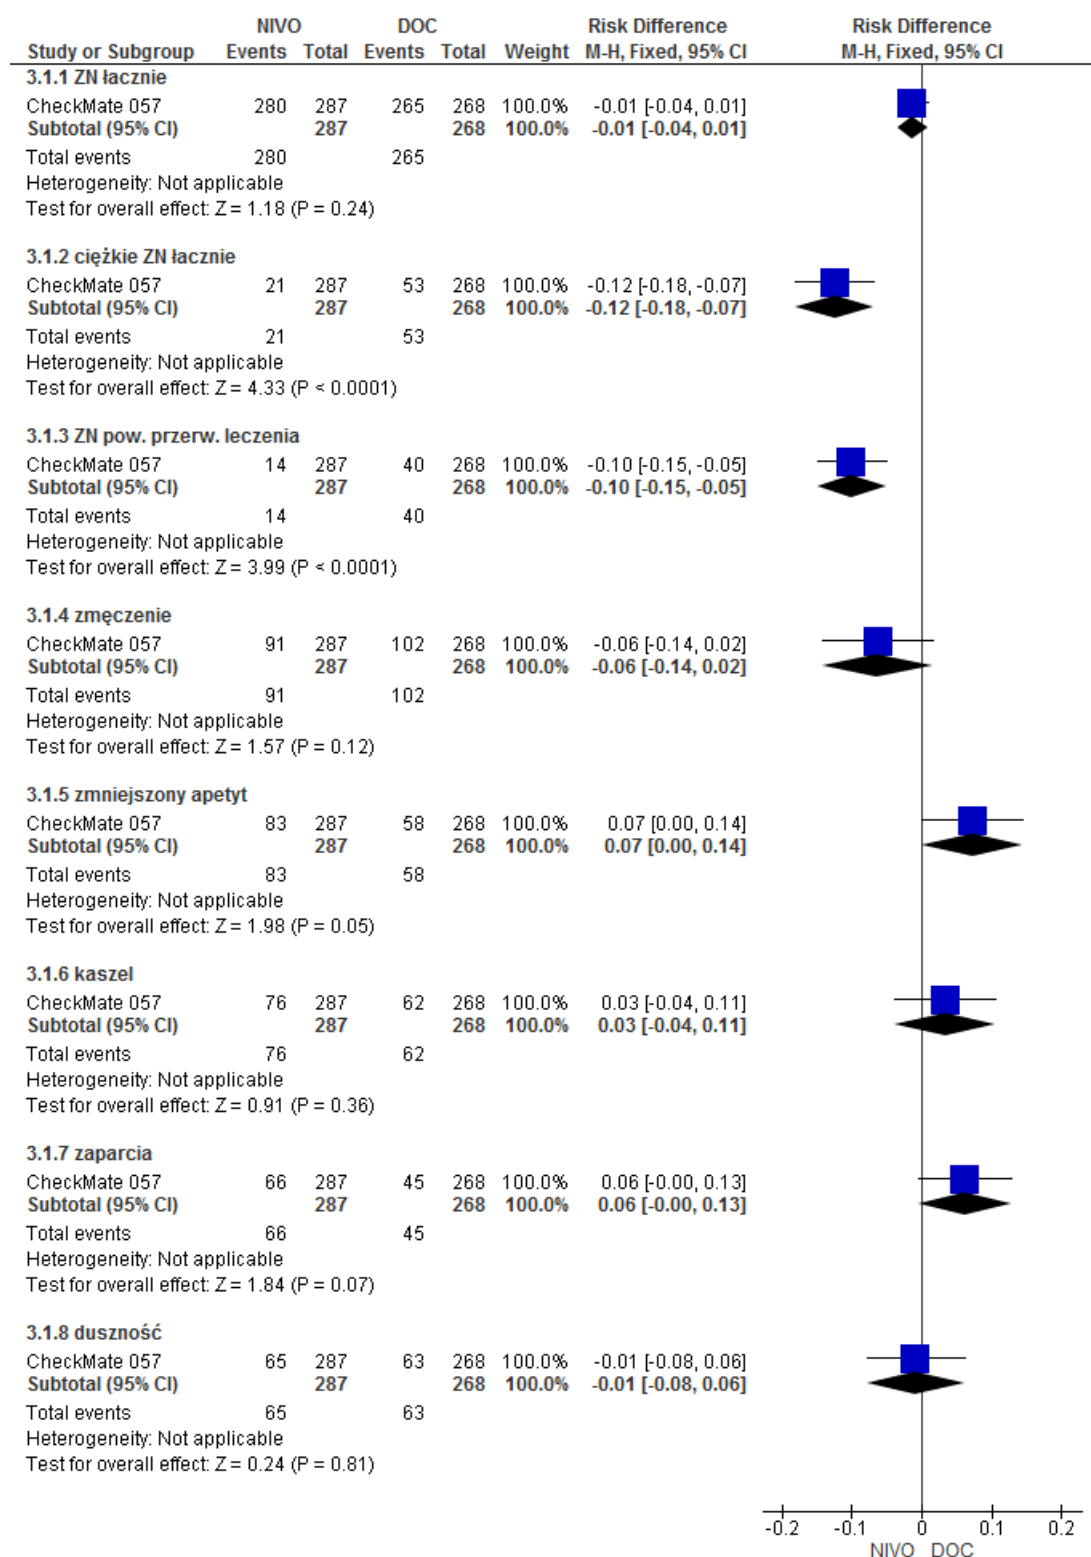 NIVO DOC Risk Difference Risk Difference
Study or Subgroup Events Total Events Total Weight M-H, Fixed, 95% CI M-H, Fixed, 95% CI
3.1.1 ZN łacznie
CheckMate 057 280 287 265 268 100.0% -0.01 [-0.04, 0.01]
Subtotal (95% CI) 287 268 100.0% -0.01 [-0.04, 0.01]
Total events 280 265
Heterogeneity: Not applicable
Test for overall effect: Z = 1.18 (P = 0.24)
3.1.2 ciężkie ZN łacznie
CheckMate 057 21 287 53 268 100.0% -0.12 [-0.18, -0.07]
Subtotal (95% CI) 287 268 100.0% -0.12 [-0.18, -0.07]
Total events 21 53
Heterogeneity: Not applicable
Test for overall effect: Z = 4.33 (P < 0.0001)
3.1.3 ZN pow. przerw. leczenia
CheckMate 057 14 287 40 268 100.0% -0.10 [-0.15, -0.05]
Subtotal (95% CI) 287 268 100.0% -0.10 [-0.15, -0.05]
Total events 14 40
Heterogeneity: Not applicable
Test for overall effect: Z = 3.99 (P < 0.0001)
3.1.4 zmęczenie
CheckMate 057 91 287 102 268 100.0% -0.06 [-0.14, 0.02]
Subtotal (95% CI) 287 268 100.0% -0.06 [-0.14, 0.02]
Total events 91 102
Heterogeneity: Not applicable
Test for overall effect: Z = 1.57 (P = 0.12)
3.1.5 zmniejszony apetyt
CheckMate 057 83 287 58 268 100.0% 0.07 [0.00, 0.14]
Subtotal (95% CI) 287 268 100.0% 0.07 [0.00, 0.14]
Total events 83 58
Heterogeneity: Not applicable
Test for overall effect: Z = 1.98 (P = 0.05)
3.1.6 kaszel
CheckMate 057 76 287 62 268 100.0% 0.03 [-0.04, 0.11]
Subtotal (95% CI) 287 268 100.0% 0.03 [-0.04, 0.11]
Total events 76 62
Heterogeneity: Not applicable
Test for overall effect: Z = 0.91 (P = 0.36)
3.1.7 zaparcia
CheckMate 057 66 287 45 268 100.0% 0.06 [-0.00, 0.13]
Subtotal (95% CI) 287 268 100.0% 0.06 [-0.00, 0.13]
Total events 66 45
Heterogeneity: Not applicable
Test for overall effect: Z = 1.84 (P = 0.07)
3.1.8 duszność
CheckMate 057 65 287 63 268 100.0% -0.01 [-0.08, 0.06]
Subtotal (95% CI) 287 268 100.0% -0.01 [-0.08, 0.06]
Total events 65 63
Heterogeneity: Not applicable
Test for overall effect: Z = 0.24 (P = 0.81)
-0.2 -0.1 0 0.1 0.2
NIVO DOC